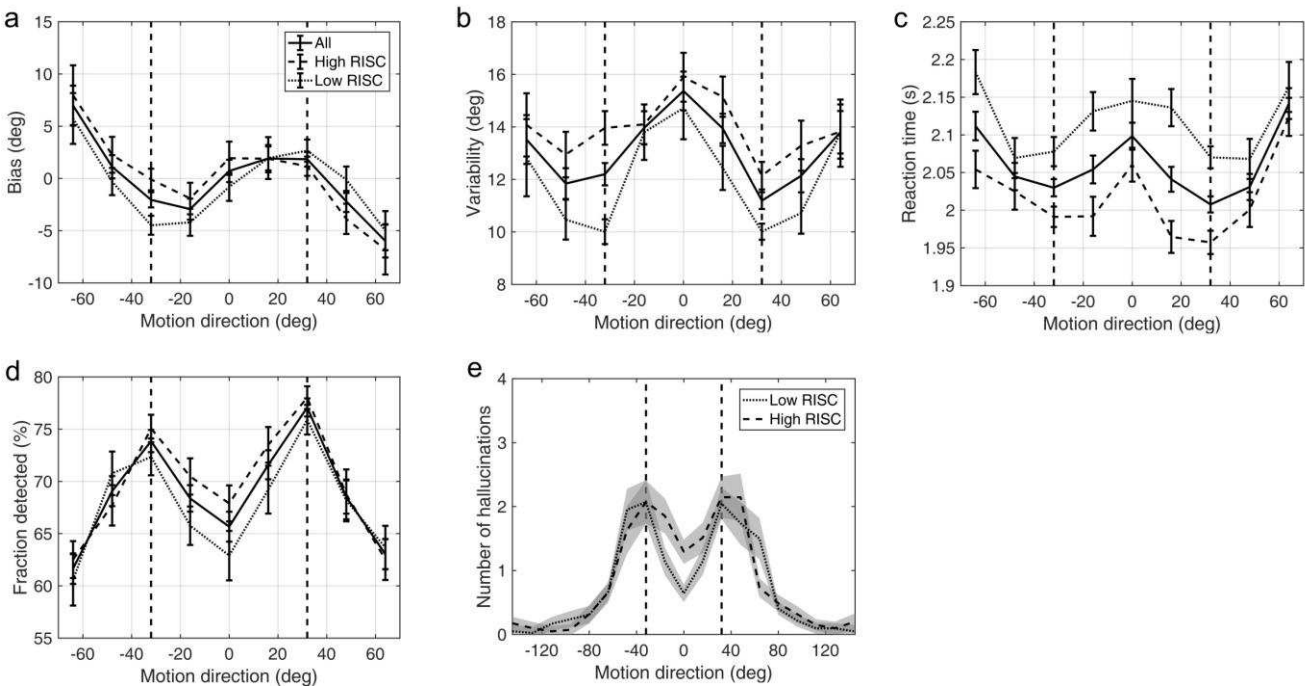 a
15
10
5
0
-5
-10
Bias (deg)
-60 -40 -20 0 20 40 60
Motion direction (deg)
All
High RISC
Low RISC
b
18
16
14
12
10
8
Variability (deg)
-60 -40 -20 0 20 40 60
Motion direction (deg)
c
2.25
2.2
2.15
2.1
2.05
2
1.95
1.9
Reaction time (s)
-60 -40 -20 0 20 40 60
Motion direction (deg)
d
80
75
70
65
60
55
Fraction detected (%)
-60 -40 -20 0 20 40 60
Motion direction (deg)
e
4
3
2
1
0
Number of hallucinations
-120 -80 -40 0 40 80 120
Motion direction (deg)
Low RISC
High RISC